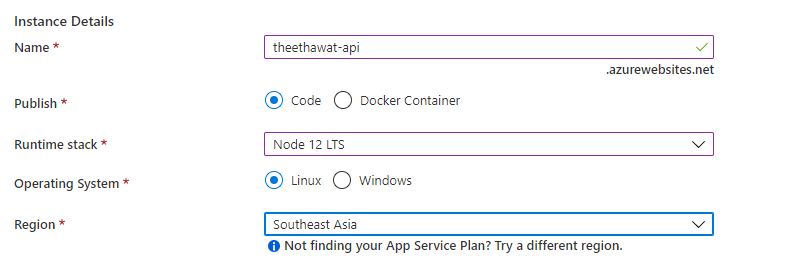 Instance Details
Name * theethawat-api
.azurewebsites.net
Publish * Code Docker Container
Runtime stack * Node 12 LTS
Operating System * Linux Windows
Region * Southeast Asia
Not finding your App Service Plan? Try a different region.